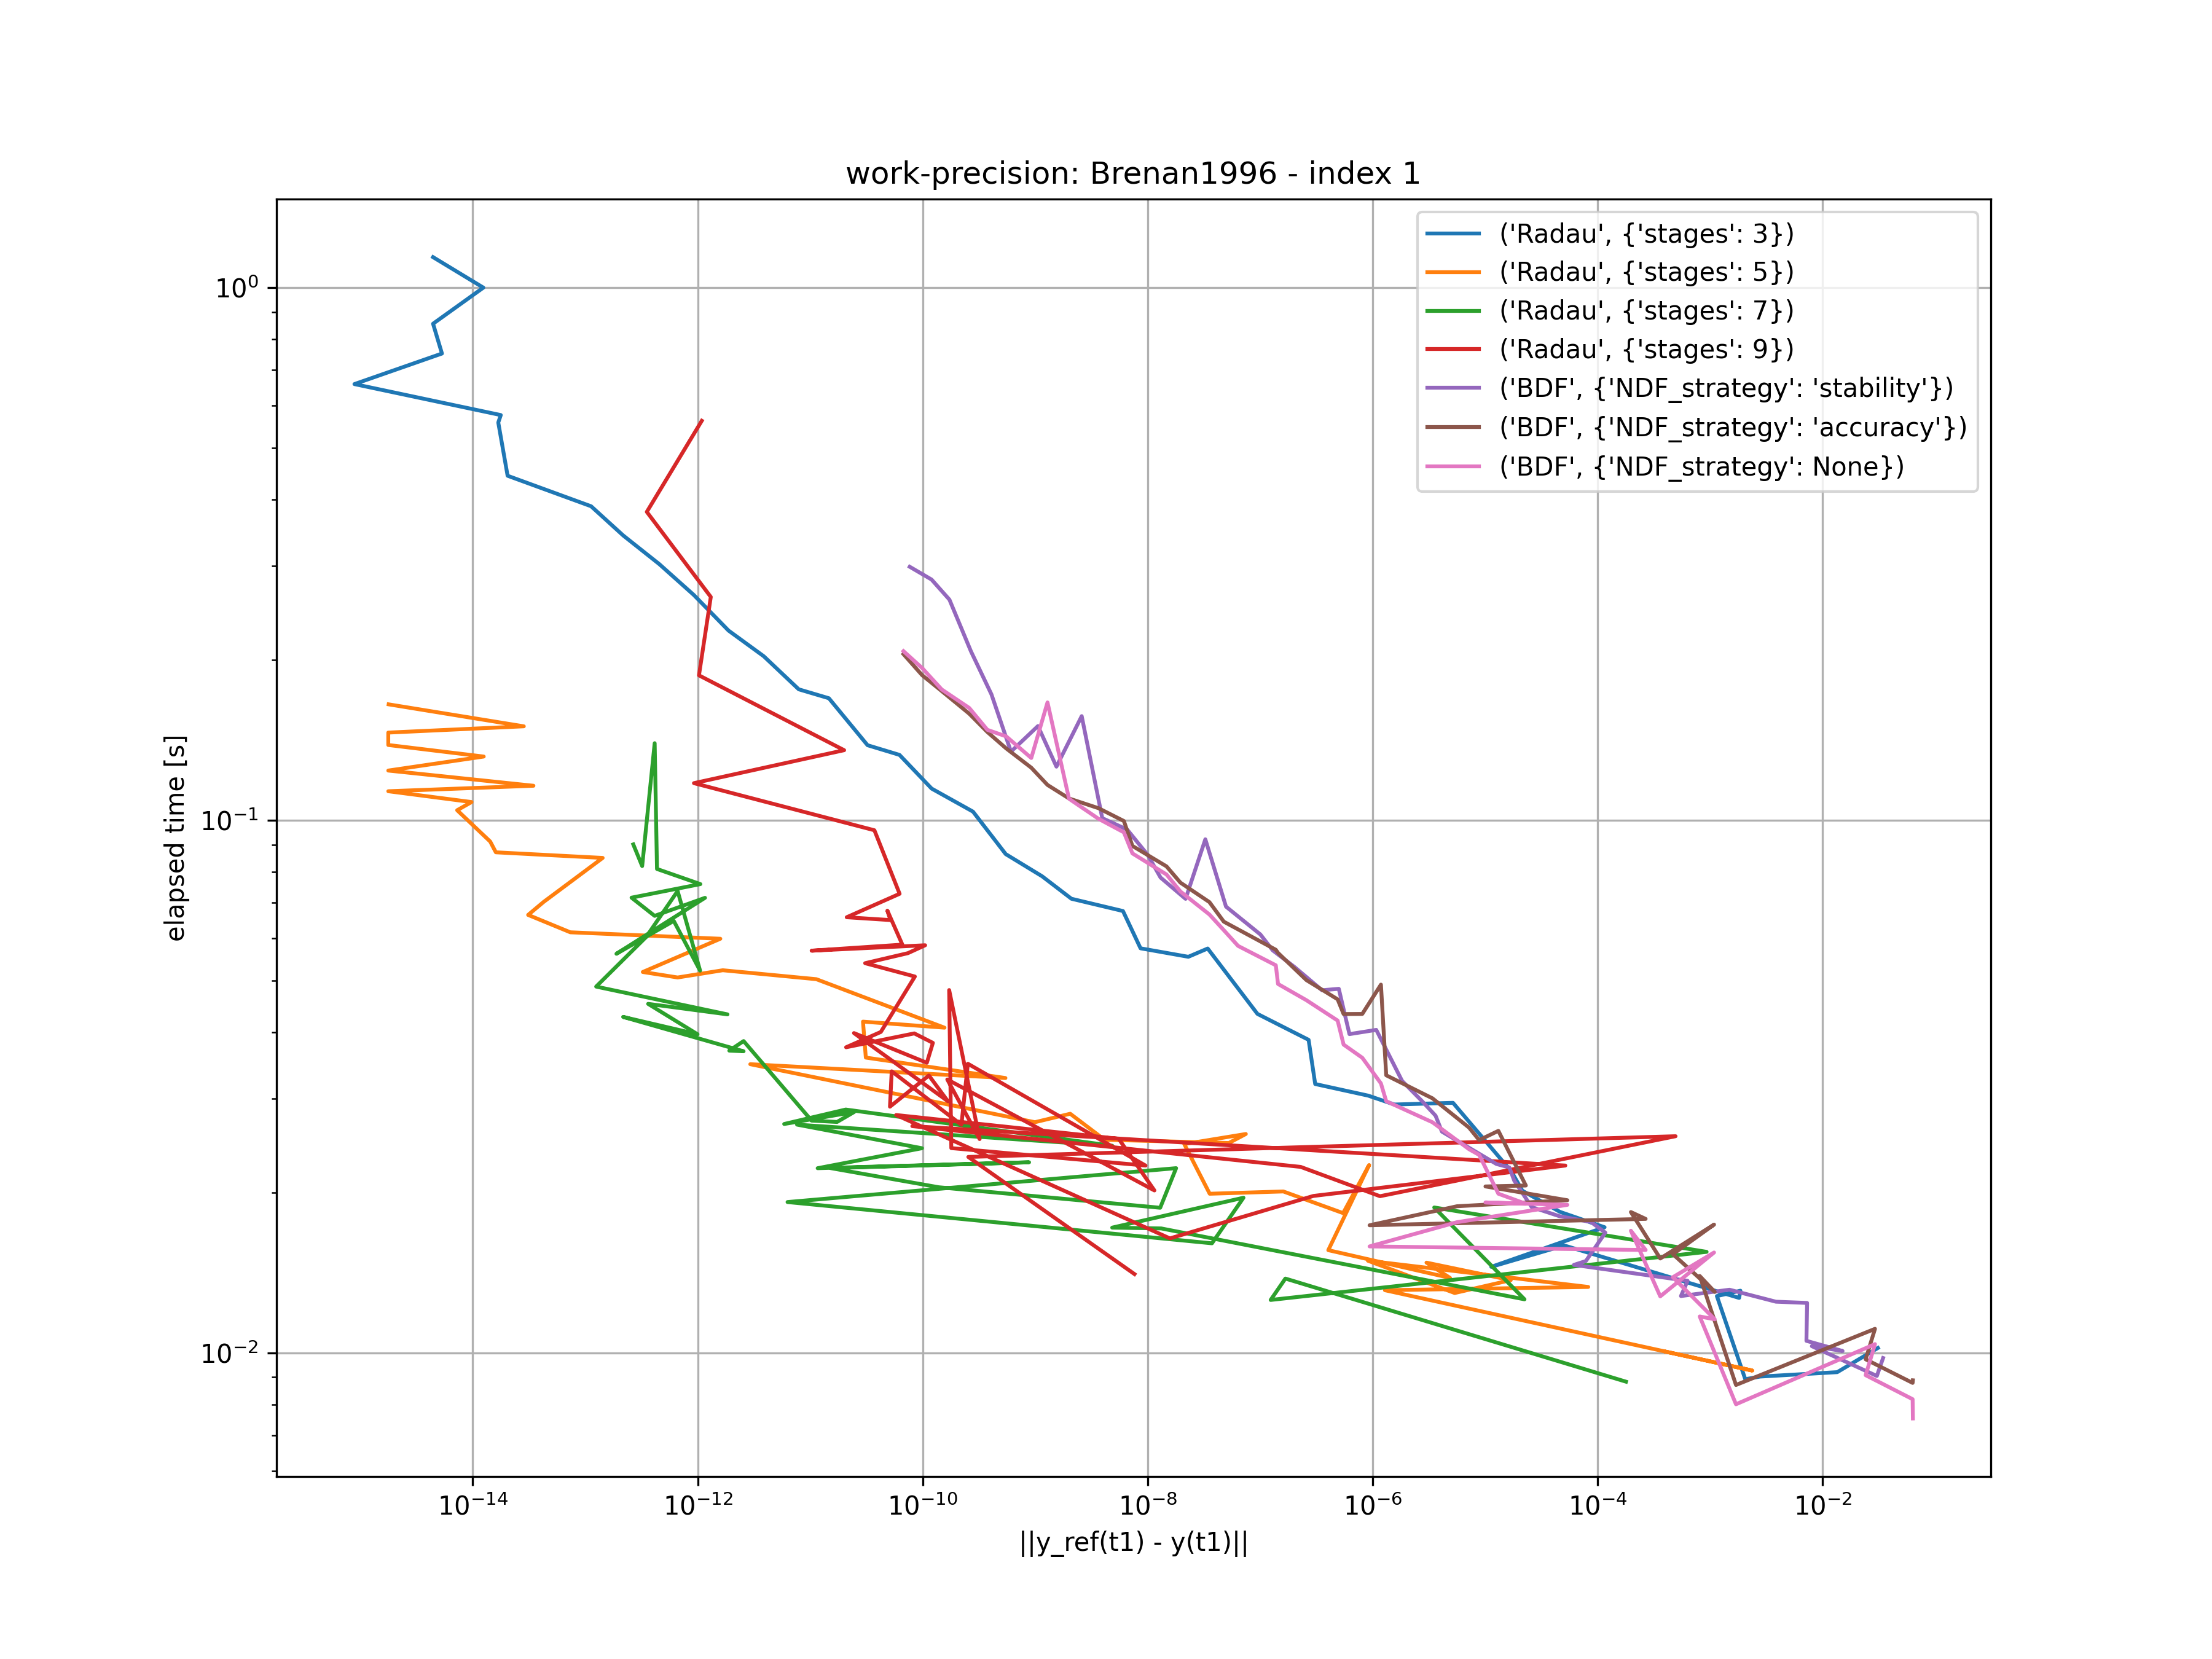 work-precision: Brenan1996 - index 1
('Radau', {'stages': 3})
('Radau', {'stages': 5})
('Radau', {'stages': 7})
('Radau', {'stages': 9})
('BDF', {'NDF_strategy': 'stability'})
('BDF', {'NDF_strategy': 'accuracy'})
('BDF', {'NDF_strategy': None})
elapsed time [s]
10⁰
10⁻¹
10⁻²
10⁻¹⁴ 10⁻¹² 10⁻¹⁰ 10⁻⁸ 10⁻⁶ 10⁻⁴ 10⁻²
||y_ref(t1) - y(t1)||